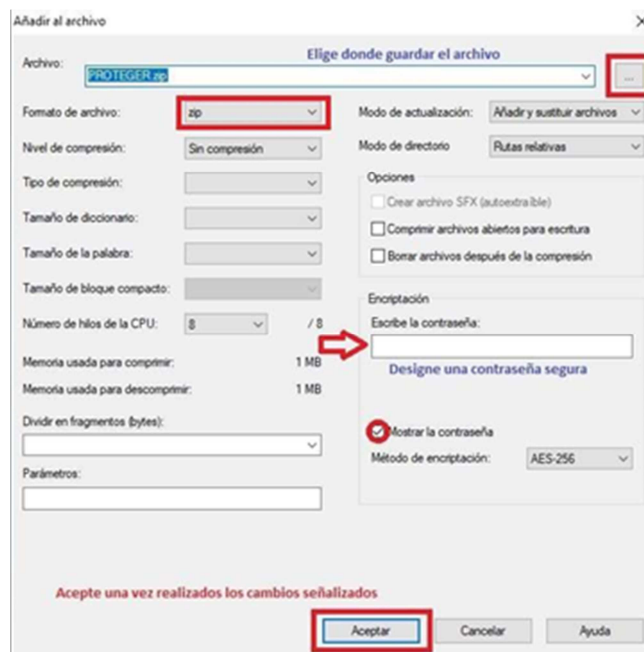 Añadir al archivo
Elige donde guardar el archivo
Archivo:
PROTEGER.zip
...
Formato de archivo: zip
Modo de actualización: Añadir y sustituir archivos
Nivel de compresión: Sin compresión
Modo de directorio Rutas relativas
Tipo de compresión:
Opciones
Crear archivo SFX (autoextraíble)
Tamaño de diccionario:
Comprimir archivos abiertos para escritura
Tamaño de la palabra:
Borrar archivos después de la compresión
Tamaño de bloque compacto:
Encriptación
Número de hilos de la CPU: 8 / 8
Escribe la contraseña:
Memoria usada para comprimir: 1 MB
Designe una contraseña segura
Memoria usada para descomprimir: 1 MB
Dividir en fragmentos (bytes):
Mostrar la contraseña
Método de encriptación: AES-256
Parámetros:
Acepte una vez realizados los cambios señalizados
Aceptar Cancelar Ayuda